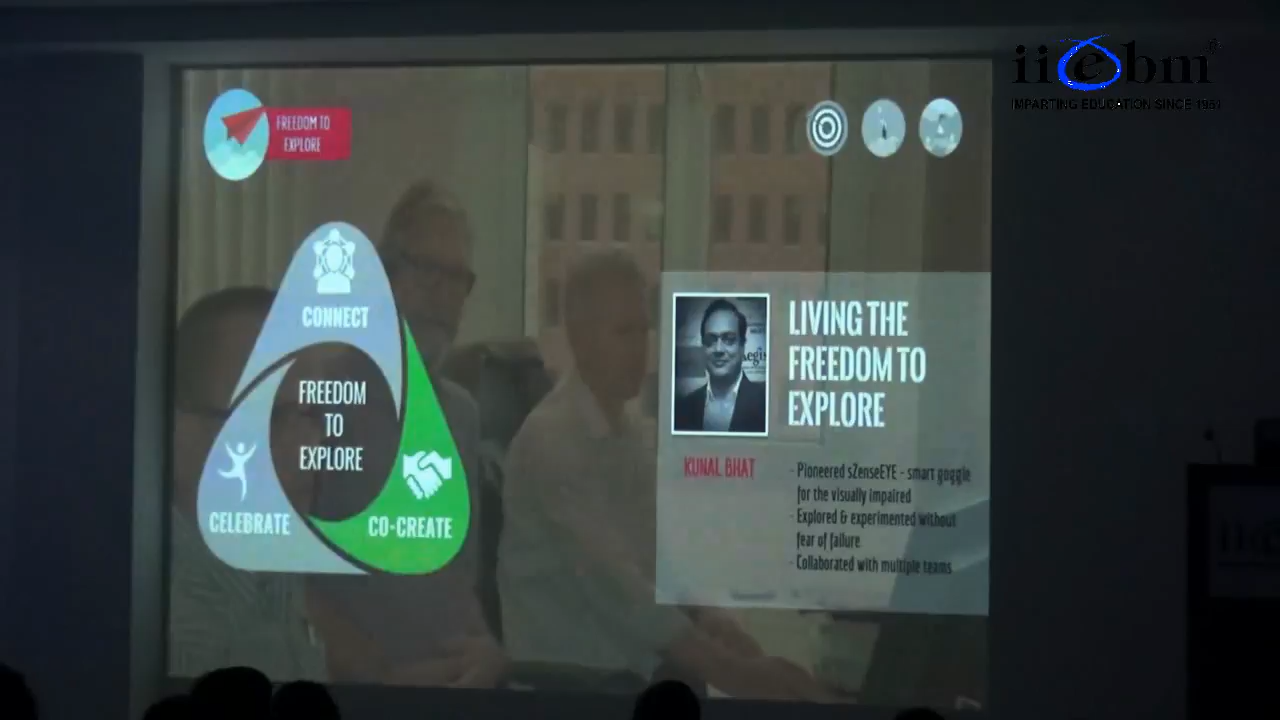 iiebm
IMPARTING EDUCATION SINCE 1961
FREEDOM TO
EXPLORE
CONNECT
FREEDOM
TO
EXPLORE
CELEBRATE
CO-CREATE
LIVING THE
FREEDOM TO
EXPLORE
KUNAL BHAT
- Pioneered sZenseEYE - smart goggle
for the visually impaired
- Explored & experimented without
fear of failure
- Collaborated with multiple teams